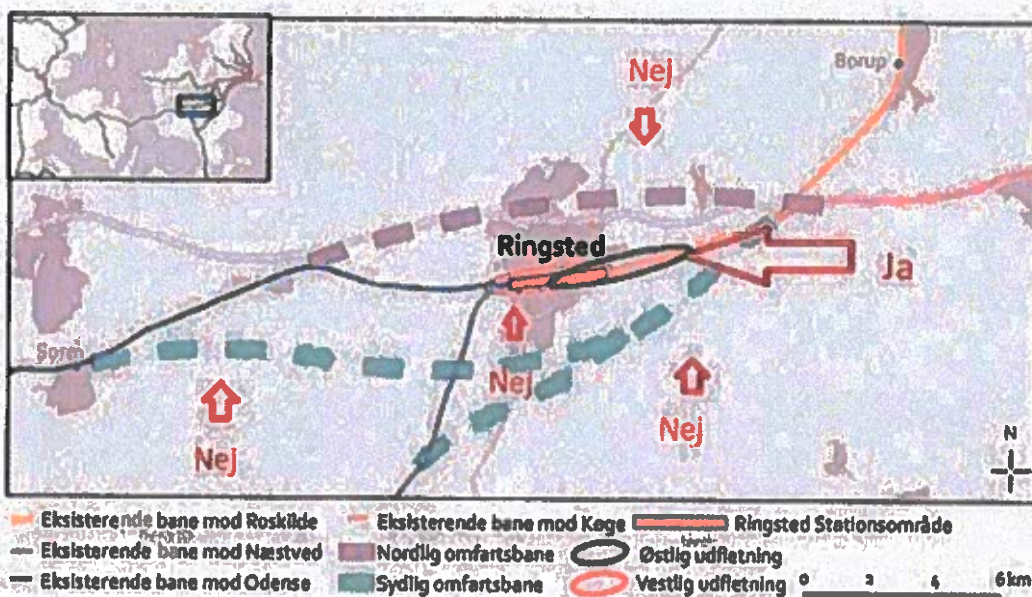 Nej
Borup
Ringsted
Ja
Sorø
Nej
Nej
Nej
N
Eksisterende bane mod Roskilde
Eksisterende bane mod Køge
Ringsted Stationsområde
Eksisterende bane mod Næstved
Nordlig omfartsbane
Østlig udfletning
Eksisterende bane mod Odense
Sydlig omfartsbane
Vestlig udfletning
0 2 4 6 km